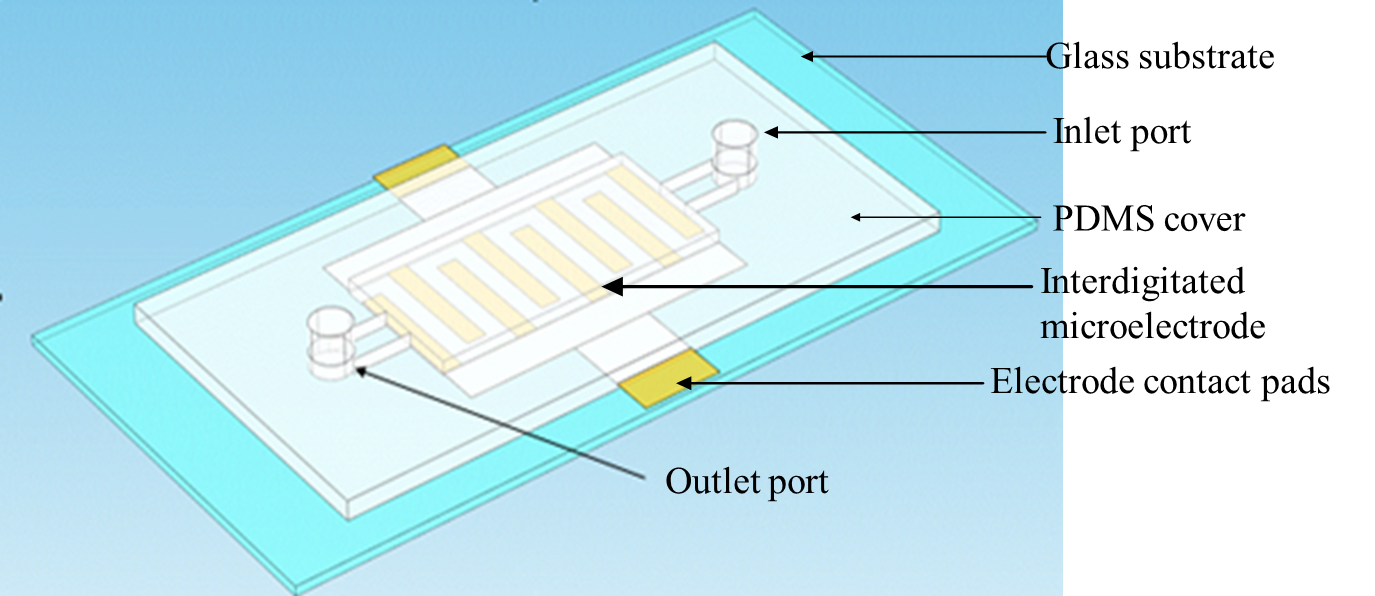 Glass substrate
Inlet port
PDMS cover
Interdigitated
microelectrode
Electrode contact pads
Outlet port